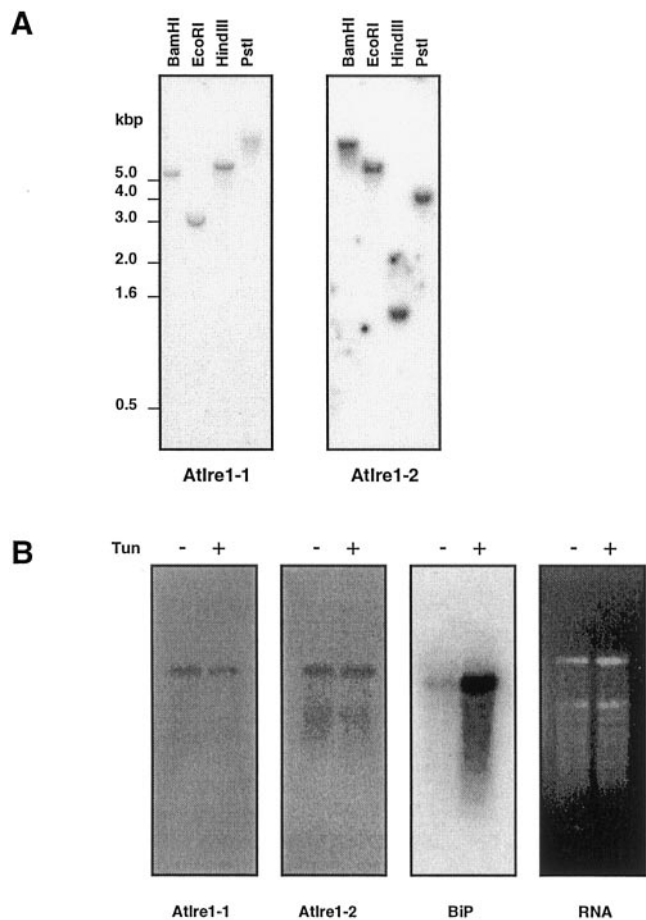 A
BamHI EcoRI HindIII PstI BamHI EcoRI HindIII PstI
kbp
5.0
4.0
3.0
2.0
1.6
0.5
AtIre1-1 AtIre1-2
B
Tun - + - + - + - +
AtIre1-1 AtIre1-2 BiP RNA